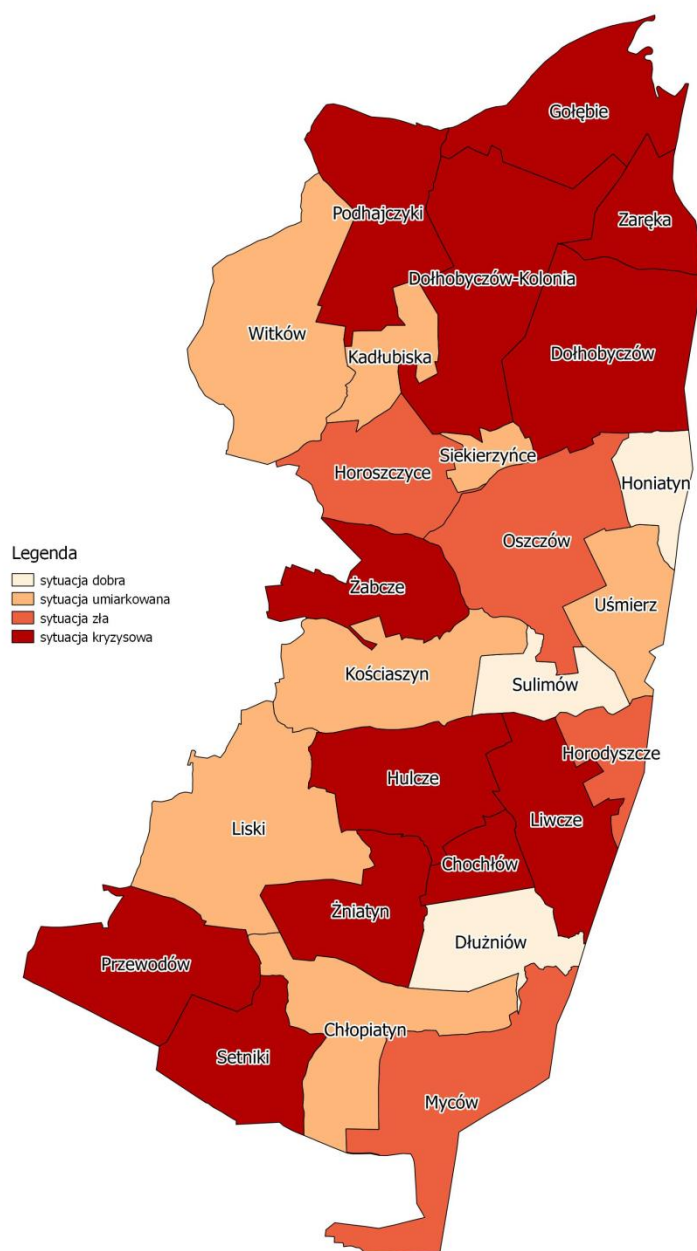 Gołębie
Podhajczyki
Zaręka
Dołhobyczów-Kolonia
Witków
Kadłubiska
Dołhobyczów
Siekierzyńce
Horoszczyce
Honiatyn
Oszczów
Legenda
sytuacja dobra
sytuacja umiarkowana
sytuacja zła
sytuacja kryzysowa
Żabcze
Uśmierz
Kościaszyn
Sulimów
Horodyszcze
Hulcze
Liski
Liwcze
Chochłów
Żniatyn
Dłużniów
Przewodów
Chłopiatyn
Setniki
Myców